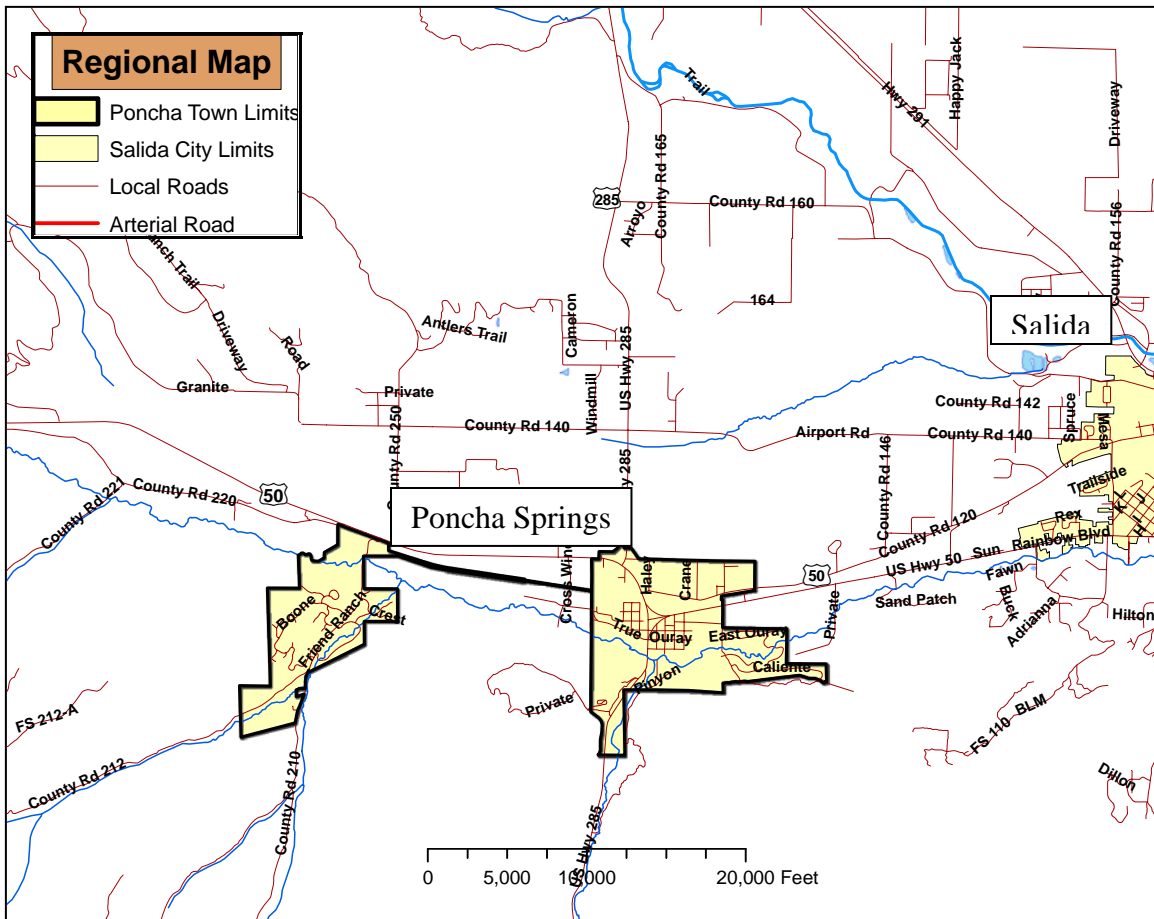 Regional Map
Poncha Town Limits
Salida City Limits
Local Roads
Arterial Road
Trail
Hwy 291
Happy Jack
Driveway
County Rd 165
285
Arroyo
County Rd 160
County Rd 156
Trail
Driveway
Road
Antlers Trail
Cameron
164
Salida
US Hwy 285
Granite
Private
Windmill
County Rd 142
Spruce
Mesa
County Rd 250
County Rd 140
Airport Rd
County Rd 140
County Rd 146
285
Trailside
County Rd 221
County Rd 220
50
Poncha Springs
K
L
J
H
I
Rex
County Rd 120
Rainbow Blvd
Sun
US Hwy 50
Cross
Haley
Crane
50
Fawn
Boone
Friend Ranch
Crest
True
Ouray
East Ouray
Private
Sand Patch
Buck
Adrianna
Hilton
Caliente
Pinyon
Private
FS 212-A
FS 110
BLM
County Rd 212
County Rd 210
Dillon
US Hwy 285
0
5,000
10,000
20,000 Feet